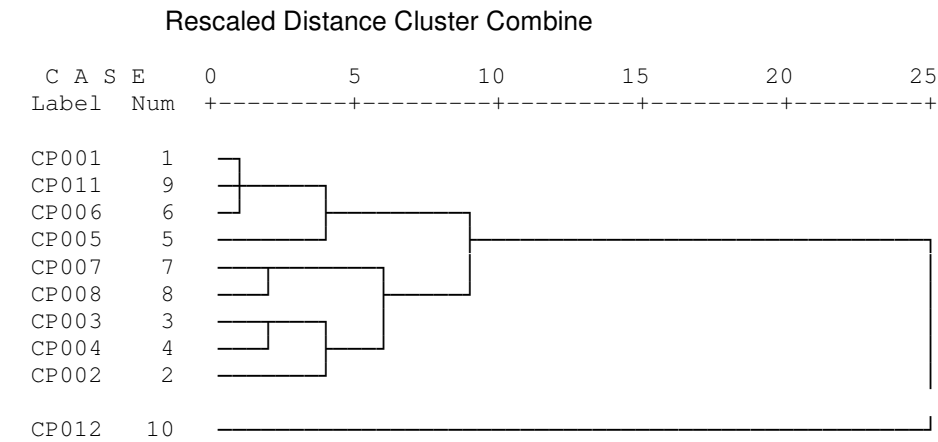 Rescaled Distance Cluster Combine
C A S E 0 5 10 15 20 25
Label Num +---------+---------+---------+---------+---------+
CP001 1
CP011 9
CP006 6
CP005 5
CP007 7
CP008 8
CP003 3
CP004 4
CP002 2
CP012 10